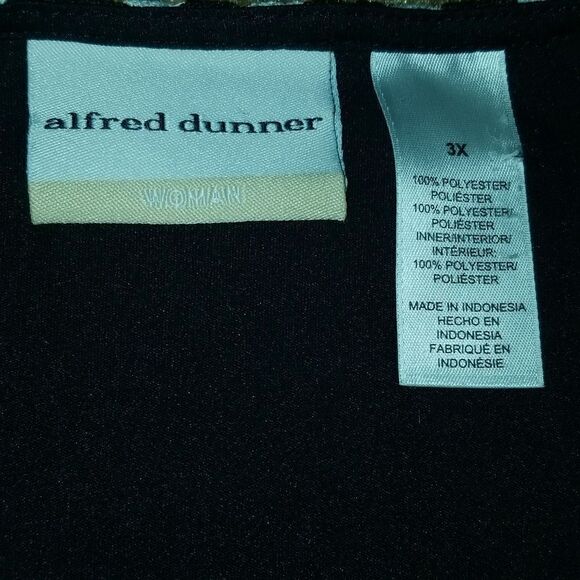 alfred dunner
WOMAN
3X
100% POLYESTER/
POLIÉSTER
100% POLYESTER/
POLIÉSTER
INNER/INTERIOR/
INTÉRIEUR:
100% POLYESTER/
POLIÉSTER
MADE IN INDONESIA
HECHO EN
INDONESIA
FABRIQUÉ EN
INDONÉSIE